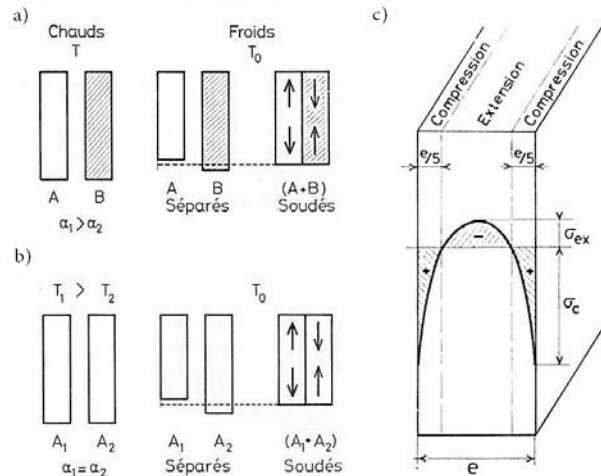 a)
Chauds
T
A
B
α₁ > α₂
Froids
T₀
A
B
Séparés
(A+B)
Soudés
b)
T₁ > T₂
A₁
A₂
α₁ = α₂
T₀
A₁
A₂
Séparés
(A₁•A₂)
Soudés
c)
Compression
Extension
Compression
e/5
e/5
σex
−
+
+
σc
e